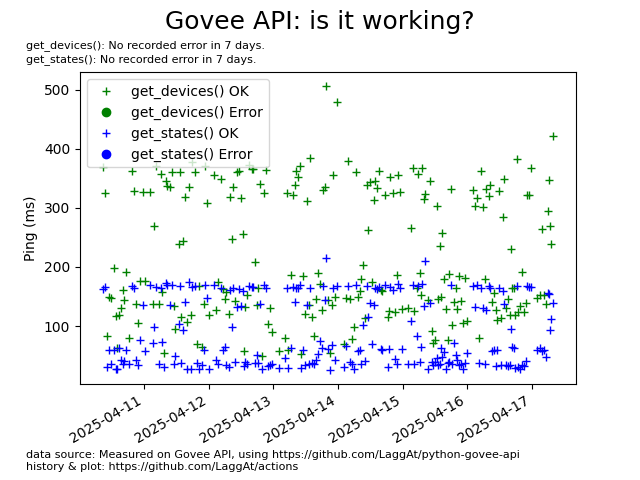 Govee API: is it working?
get_devices(): No recorded error in 7 days.
get_states(): No recorded error in 7 days.
get_devices() OK
get_devices() Error
get_states() OK
get_states() Error
Ping (ms)
500
400
300
200
100
2025-04-11
2025-04-12
2025-04-13
2025-04-14
2025-04-15
2025-04-16
2025-04-17
data source: Measured on Govee API, using https://github.com/LaggAt/python-govee-api
history & plot: https://github.com/LaggAt/actions